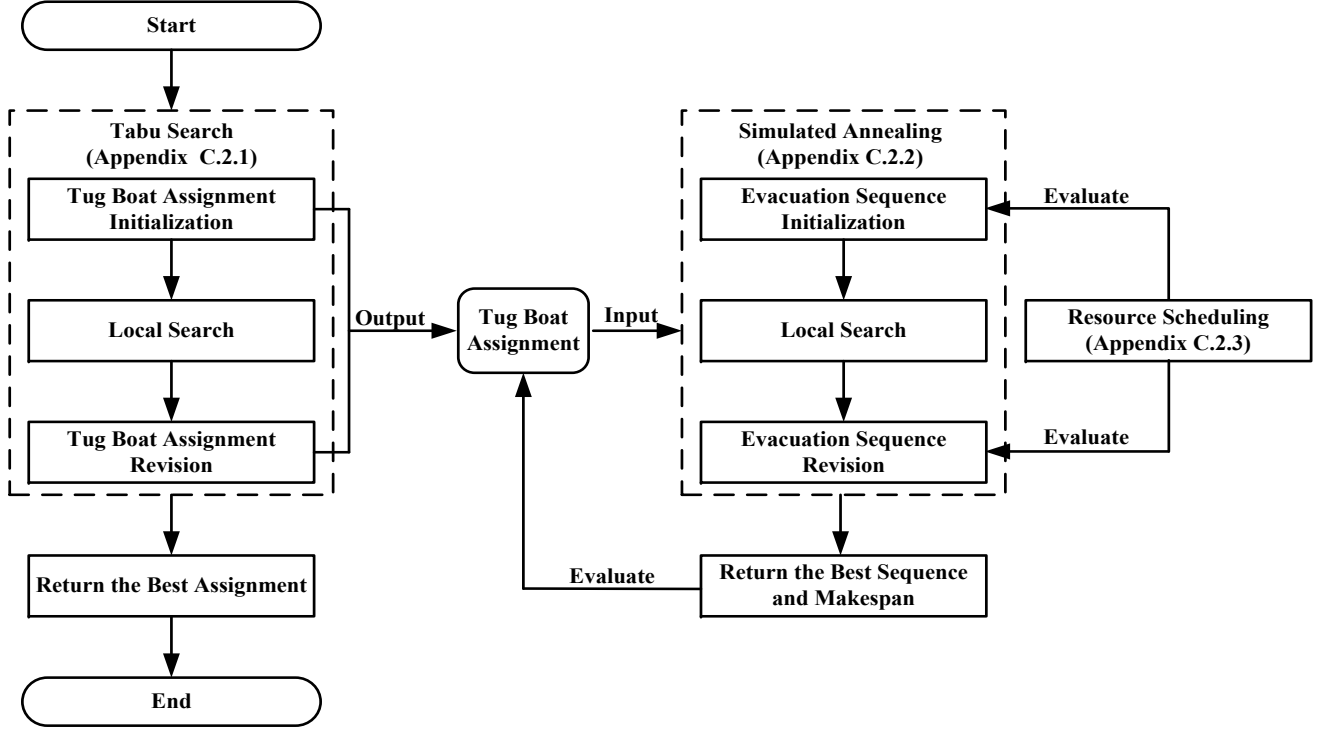 Start
Tabu Search
(Appendix C.2.1)
Tug Boat Assignment
Initialization
Local Search
Tug Boat Assignment
Revision
Return the Best Assignment
End
Output
Tug Boat
Assignment
Input
Simulated Annealing
(Appendix C.2.2)
Evacuation Sequence
Initialization
Local Search
Evacuation Sequence
Revision
Return the Best Sequence
and Makespan
Evaluate
Evaluate
Resource Scheduling
(Appendix C.2.3)
Evaluate